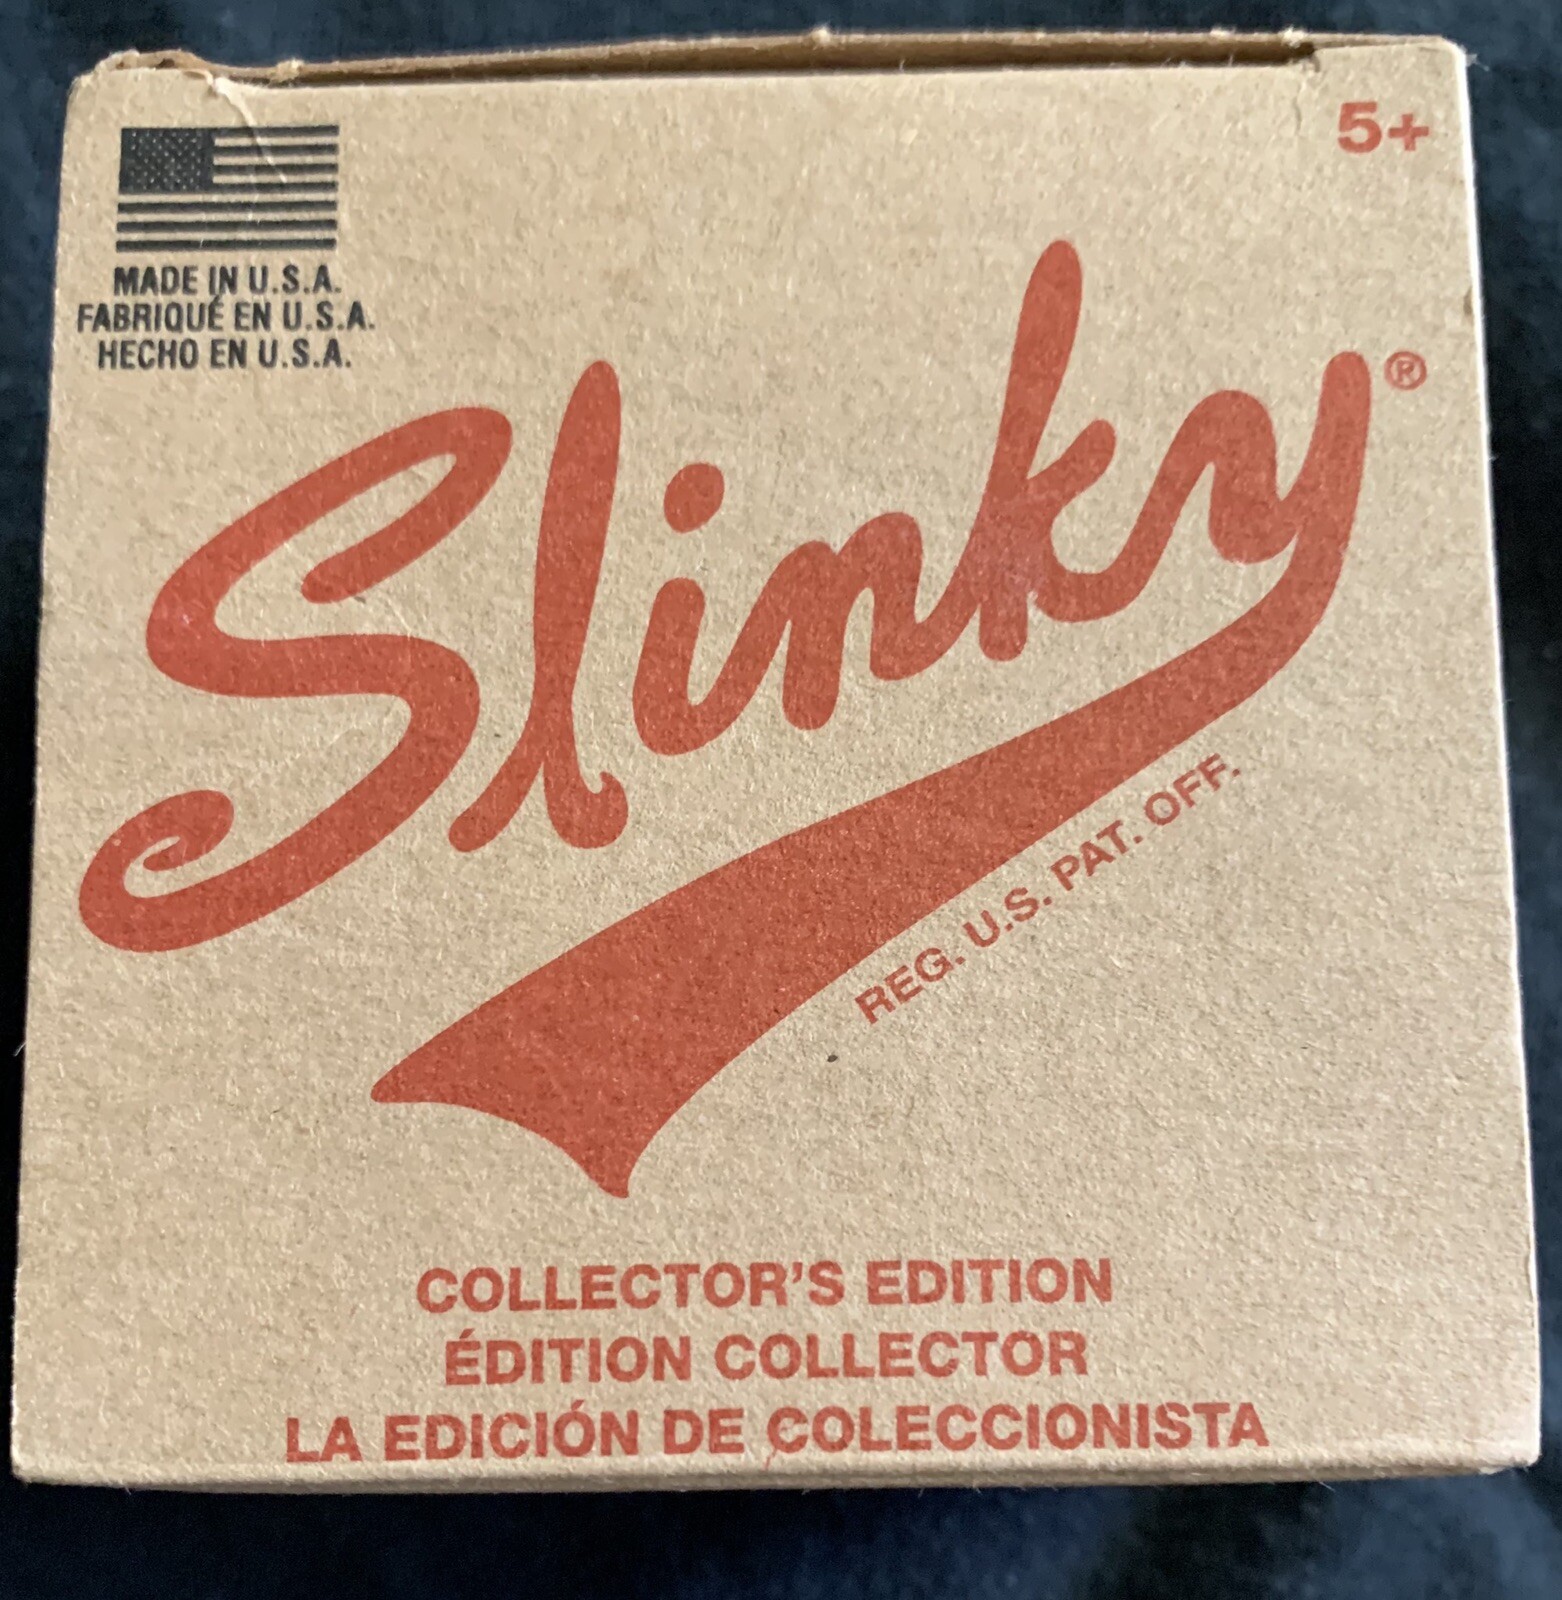 5+
MADE IN U.S.A.
FABRIQUÉ EN U.S.A.
HECHO EN U.S.A.
Slinky®
REG. U.S. PAT. OFF.
COLLECTOR'S EDITION
ÉDITION COLLECTOR
LA EDICIÓN DE COLECCIONISTA